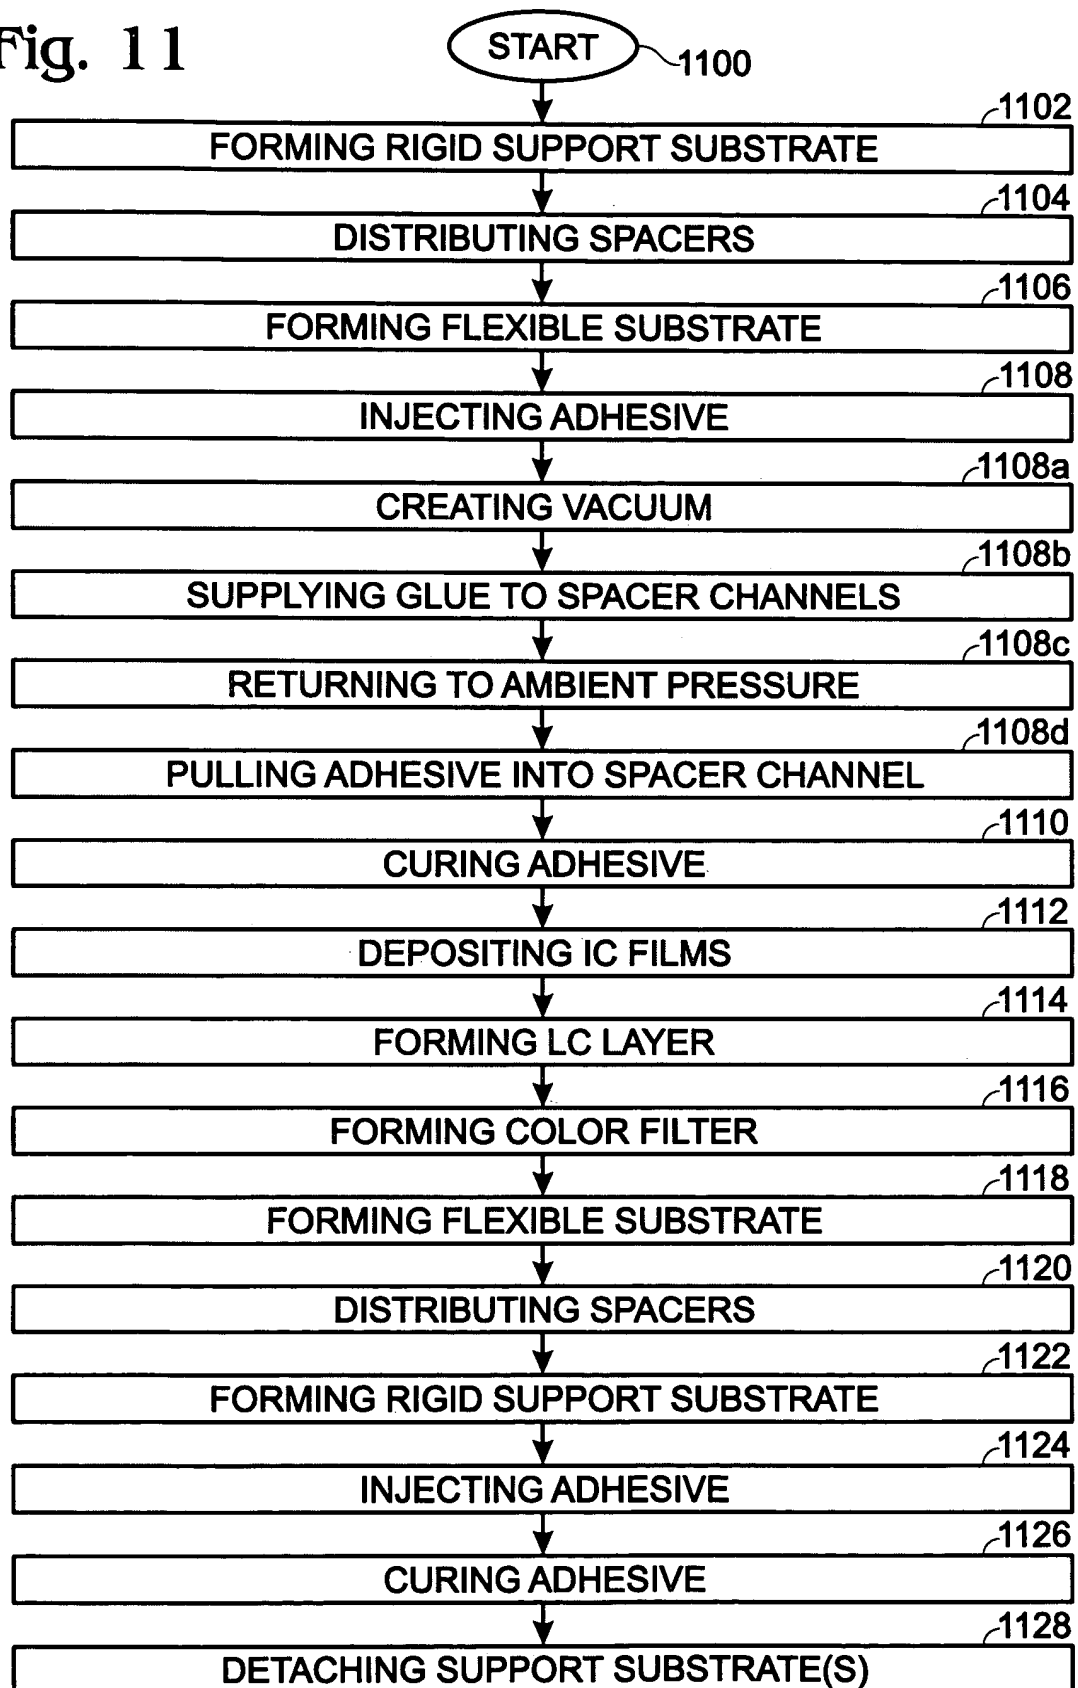 Fig. 11
START
1100
1102
FORMING RIGID SUPPORT SUBSTRATE
1104
DISTRIBUTING SPACERS
1106
FORMING FLEXIBLE SUBSTRATE
1108
INJECTING ADHESIVE
1108a
CREATING VACUUM
1108b
SUPPLYING GLUE TO SPACER CHANNELS
1108c
RETURNING TO AMBIENT PRESSURE
1108d
PULLING ADHESIVE INTO SPACER CHANNEL
1110
CURING ADHESIVE
1112
DEPOSITING IC FILMS
1114
FORMING LC LAYER
1116
FORMING COLOR FILTER
1118
FORMING FLEXIBLE SUBSTRATE
1120
DISTRIBUTING SPACERS
1122
FORMING RIGID SUPPORT SUBSTRATE
1124
INJECTING ADHESIVE
1126
CURING ADHESIVE
1128
DETACHING SUPPORT SUBSTRATE(S)